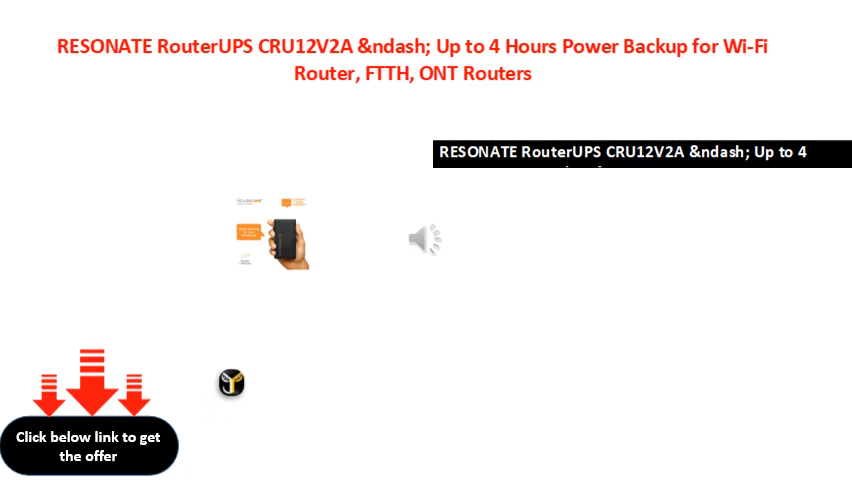 RESONATE RouterUPS CRU12V2A &ndash; Up to 4 Hours Power Backup for Wi-Fi
Router, FTTH, ONT Routers
RESONATE RouterUPS CRU12V2A &ndash; Up to 4
RouterUPS
Click below link to get
the offer